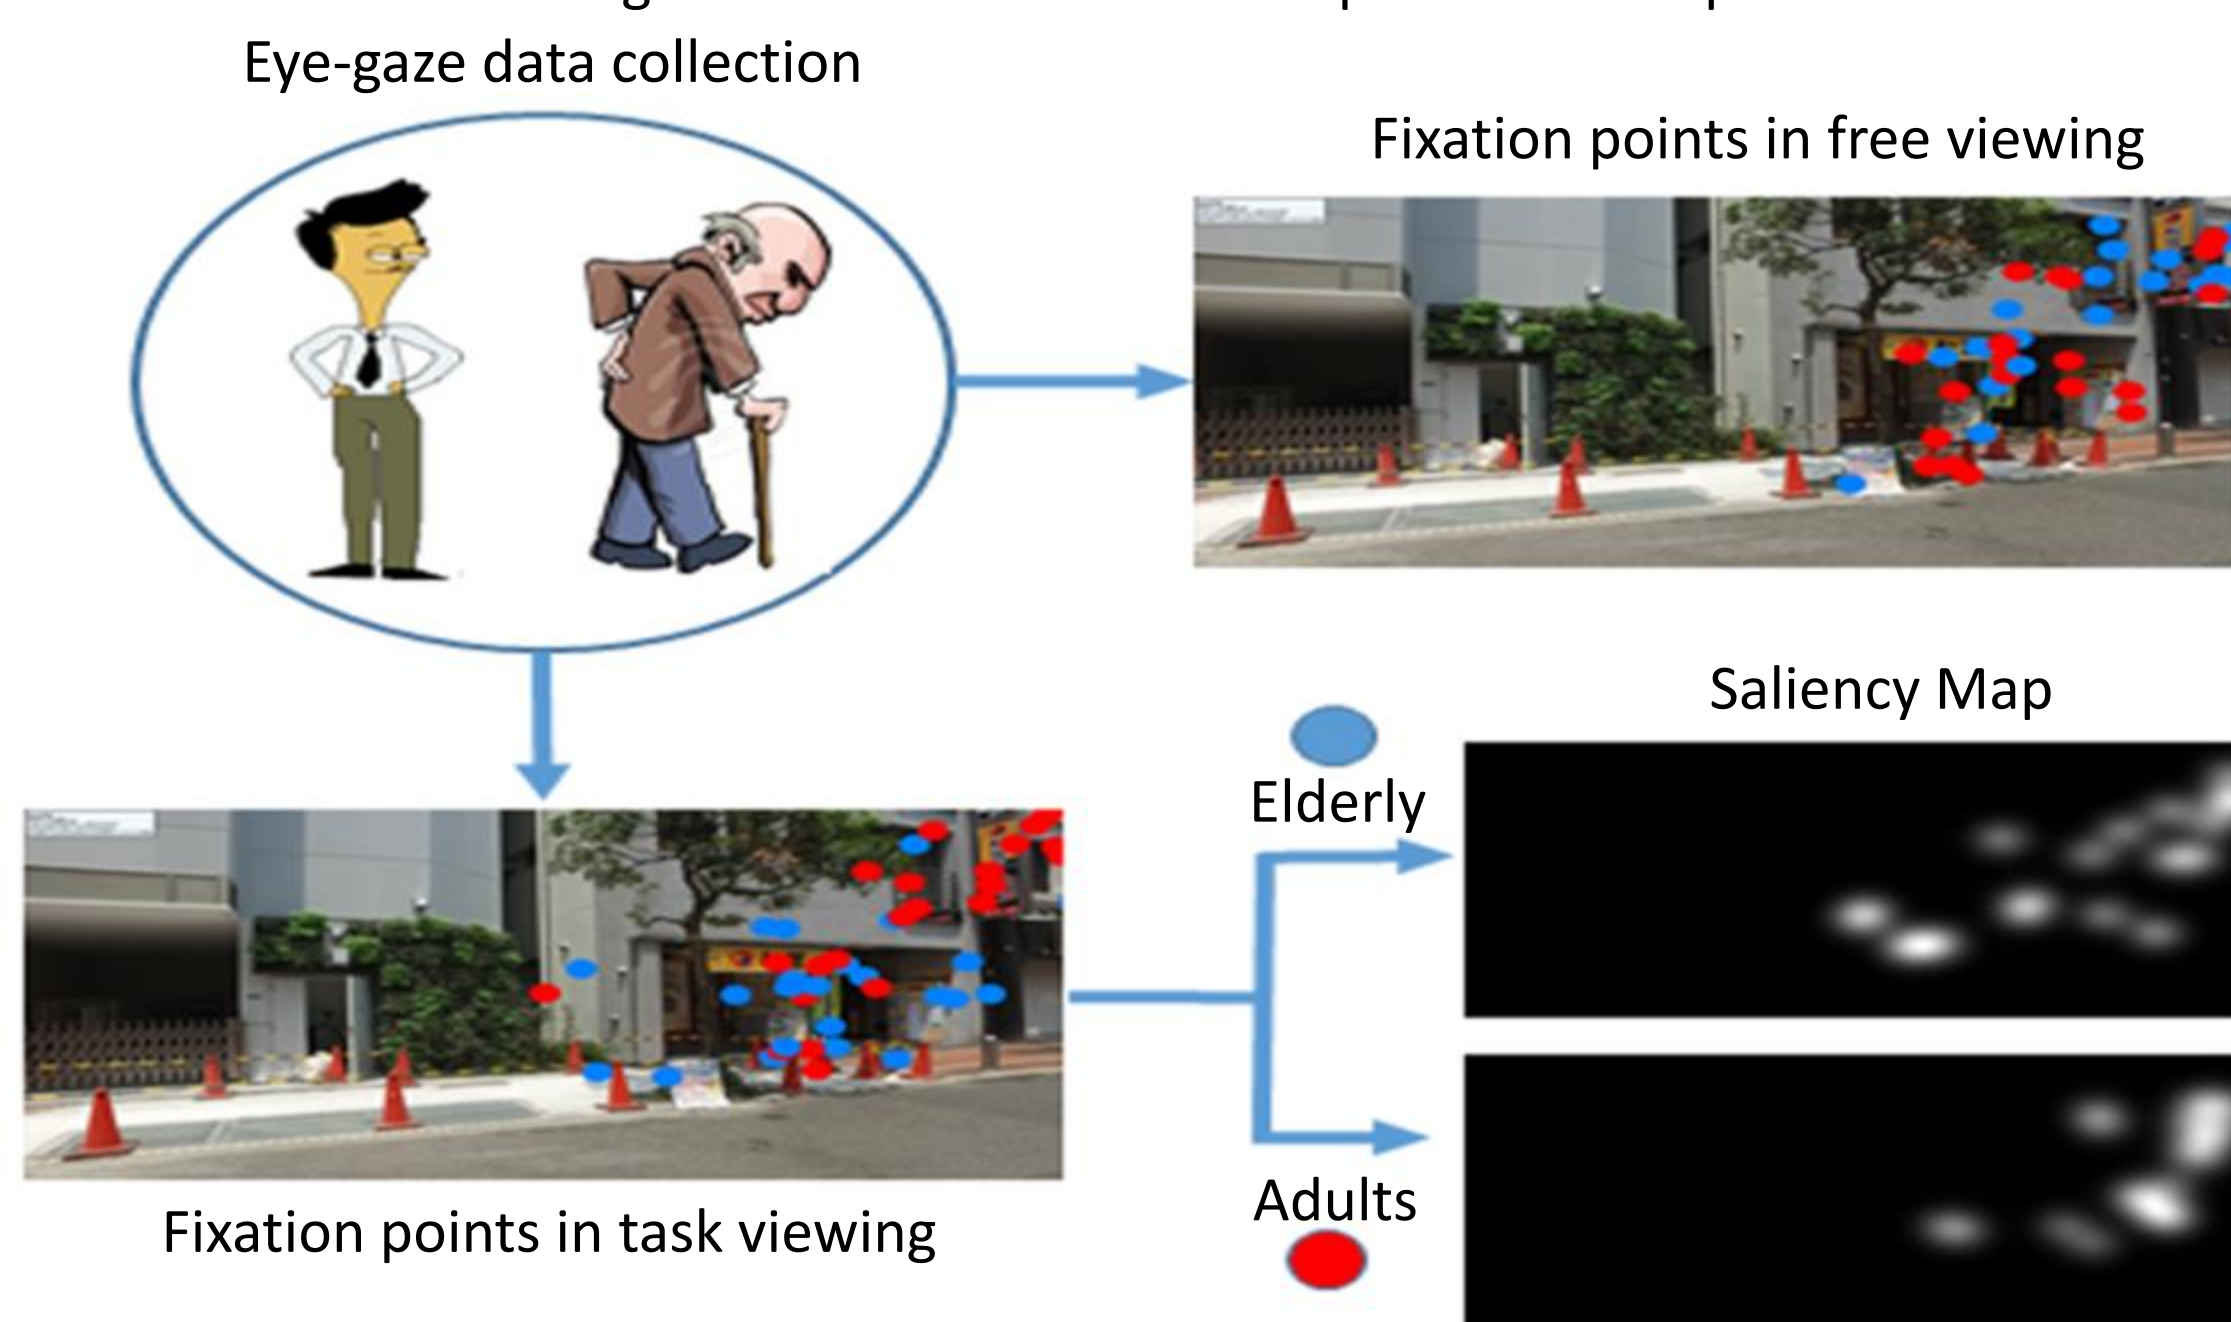 Eye-gaze data collection
Fixation points in free viewing
Saliency Map
Elderly
Adults
Fixation points in task viewing